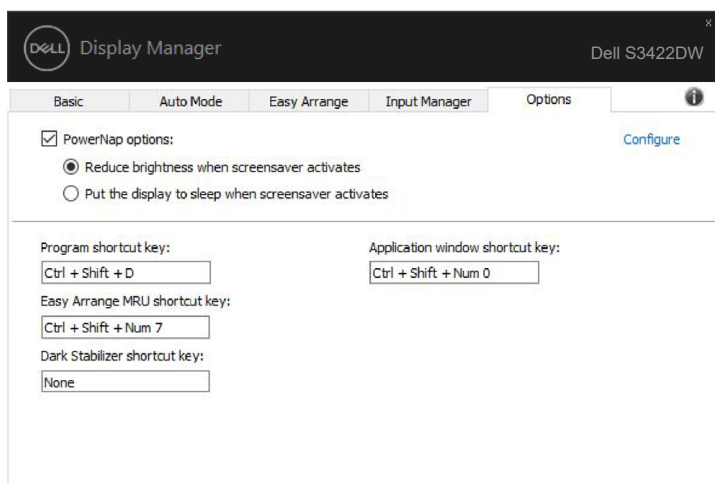 x
DELL Display Manager
Dell S3422DW
Basic Auto Mode Easy Arrange Input Manager Options i
PowerNap options: Configure
Reduce brightness when screensaver activates
Put the display to sleep when screensaver activates
Program shortcut key: Application window shortcut key:
Ctrl + Shift + D Ctrl + Shift + Num 0
Easy Arrange MRU shortcut key:
Ctrl + Shift + Num 7
Dark Stabilizer shortcut key:
None